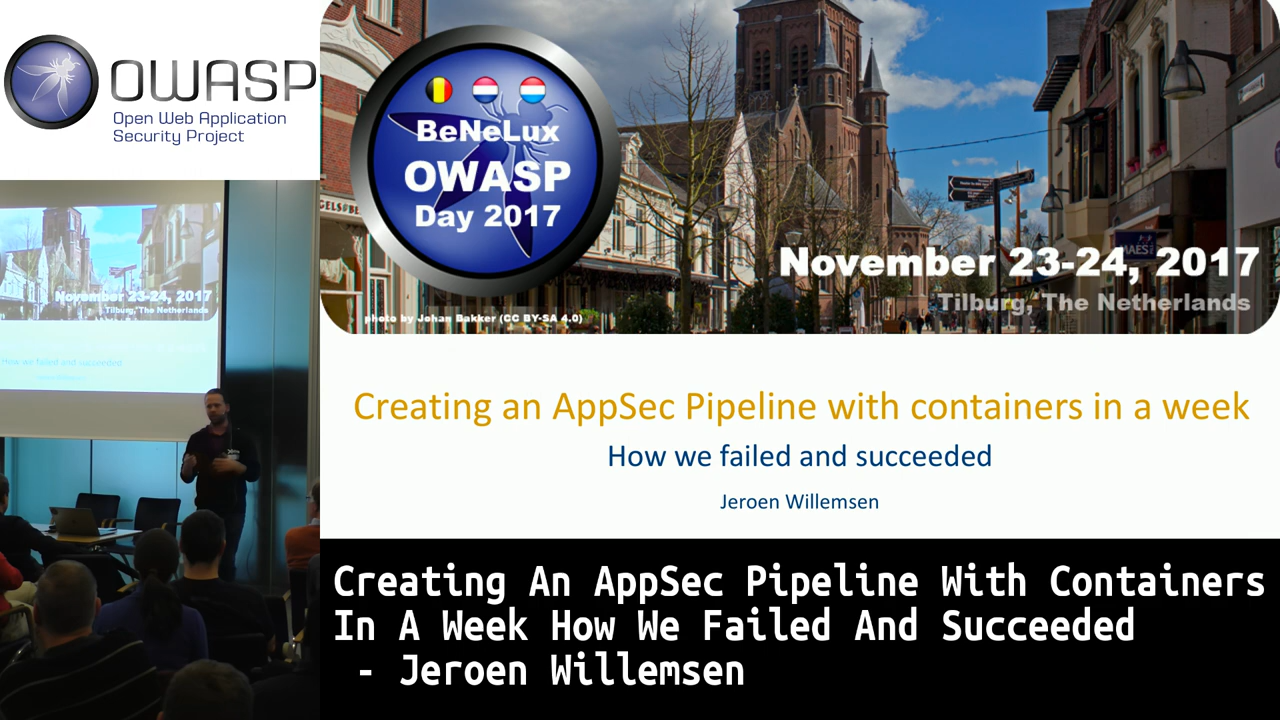 OWASP
Open Web Application
Security Project
BeNeLux
OWASP
Day 2017
November 23-24, 2017
Tilburg, The Netherlands
photo by Johan Bakker (CC BY-SA 4.0)
MAES
November 23-24, 2017
Tilburg, The Netherlands
How we failed and succeeded
Creating an AppSec Pipeline with containers in a week
How we failed and succeeded
Jeroen Willemsen
Creating An AppSec Pipeline With Containers
In A Week How We Failed And Succeeded
- Jeroen Willemsen